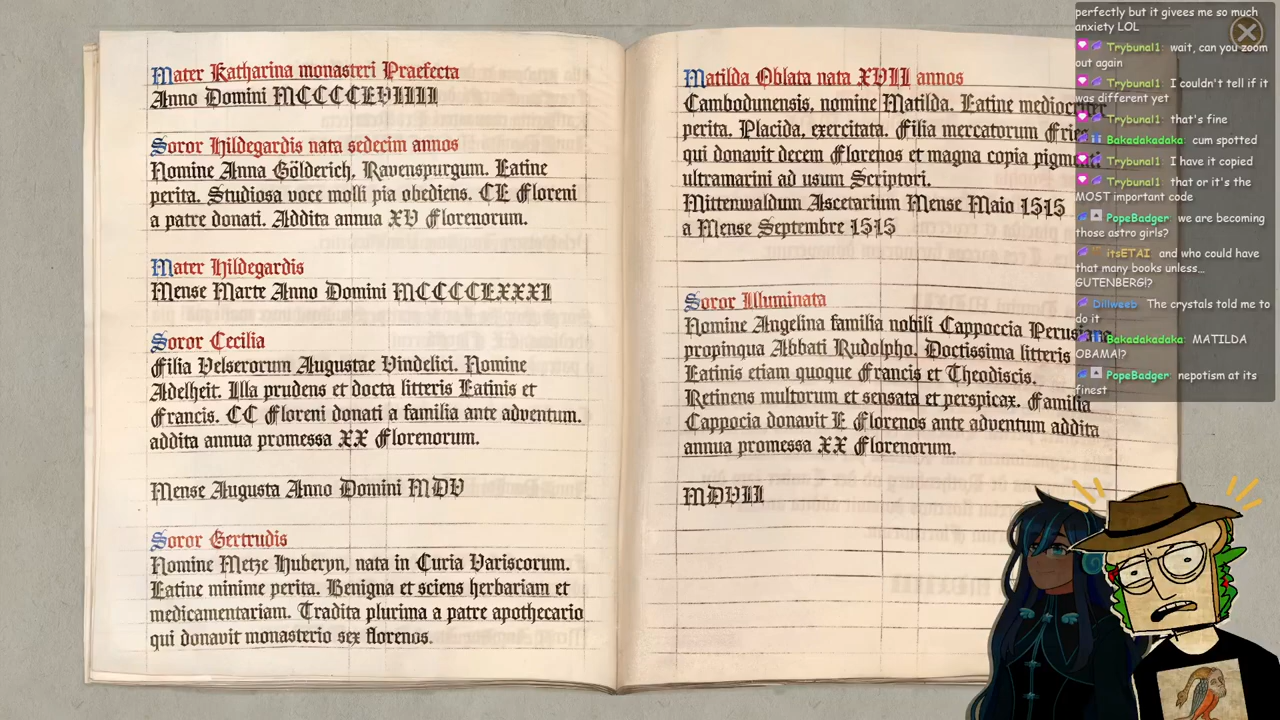 Mater Katharina monasteri Praefecta
Anno Domini MCCCCLVIIII
Soror Hildegardis nata sedecim annos
Nomine Anna Gölderich, Ravenspurgum. Latine
perita. Studiosa voce molli pia obediens. CL Floreni
a patre donati. Addita annua XV Florenorum.
Mater Hildegardis
Mense Marte Anno Domini MCCCCLXXXI
Soror Cecilia
Filia Velserorum Augustae Vindelici. Nomine
Adelheit. Illa prudens et docta litteris Latinis et
Francis. CC Floreni donati a familia ante adventum.
addita annua promessa XX Florenorum.
Mense Augusta Anno Domini MDV
Soror Gertrudis
Nomine Metze Huberyn, nata in Curia Variscorum.
Latine minime perita. Benigna et sciens herbariam et
medicamentariam. Tradita plurima a patre apothecario
qui donavit monasterio sex florenos.
Matilda Oblata nata XVII annos
Cambodunensis, nomine Matilda. Latine mediocriter
perita. Placida, exercitata. Filia mercatorum
qui donavit decem Florenos et magna copia
ultramarini ad usum Scriptori.
Mittenwaldum Ascetarium Mense Maio 1515
a Mense Septembre 1515
Soror Illuminata
Nomine Angelina familia nobili Cappoccia Perusiana
propinqua Abbati Rudolpho. Doctissima litteris
Latinis etiam quoque Francis et Theodiscis.
Retinens multorum et sensata et perspicax. Familia
Cappocia donavit L Florenos ante adventum addita
annua promessa XX Florenorum.
MDVII
perfectly but it givees me so much
anxiety LOL
Trybunal1: wait, can you zoom
out again
Trybunal1: I couldn't tell if it
was different yet
Trybunal1: that's fine
Bakadakadaka: cum spotted
Trybunal1: I have it copied
Trybunal1: that or it's the
MOST important code
PopeBadger: we are becoming
those astro girls?
itsETAI and who could have
that many books unless_
GUTENBERG!?
Dillweeb The crystals told me to
do it
Bakadakadaka: MATILDA
OBAMA!?
PopeBadger: nepotism at its
finest